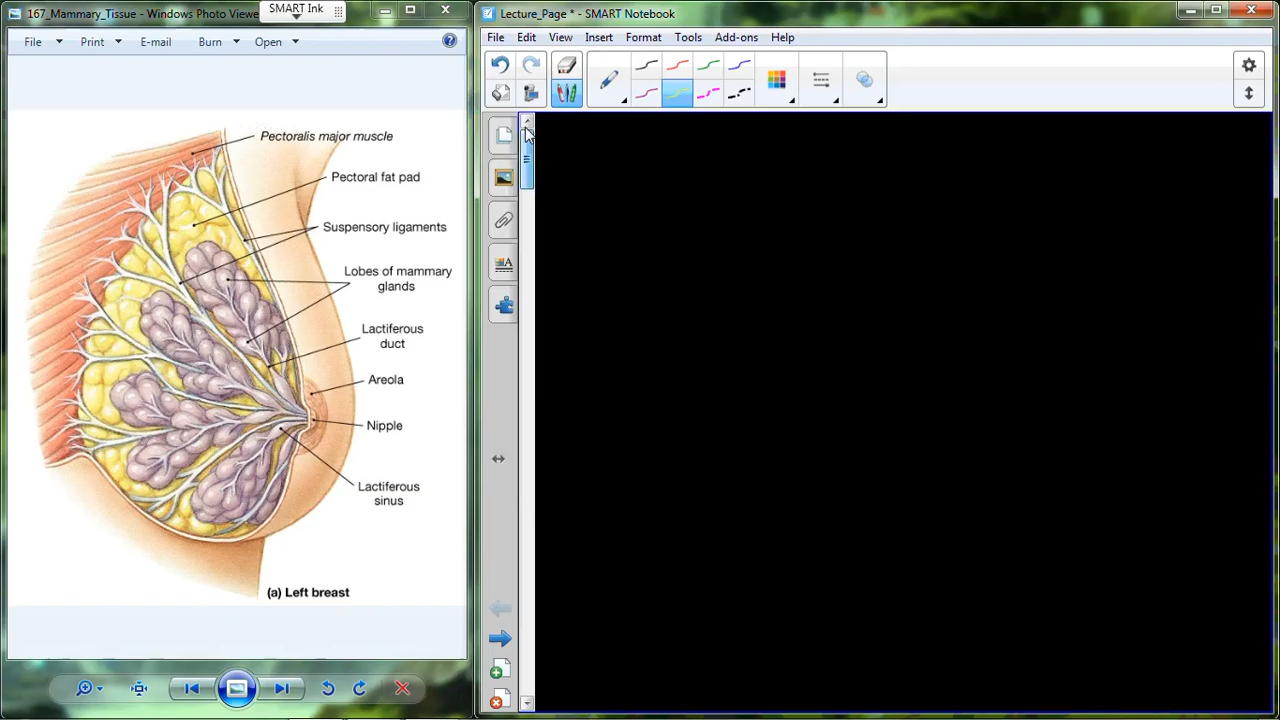 167_Mammary_Tissue - Windows Photo Viewe
SMART Ink
File Print E-mail Burn Open
Pectoralis major muscle
Pectoral fat pad
Suspensory ligaments
Lobes of mammary
glands
Lactiferous
duct
Areola
Nipple
Lactiferous
sinus
(a) Left breast
Lecture_Page * - SMART Notebook
File Edit View Insert Format Tools Add-ons Help